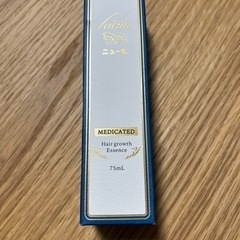 ニューモ
MEDICATED
Hair growth
Essence
75mL